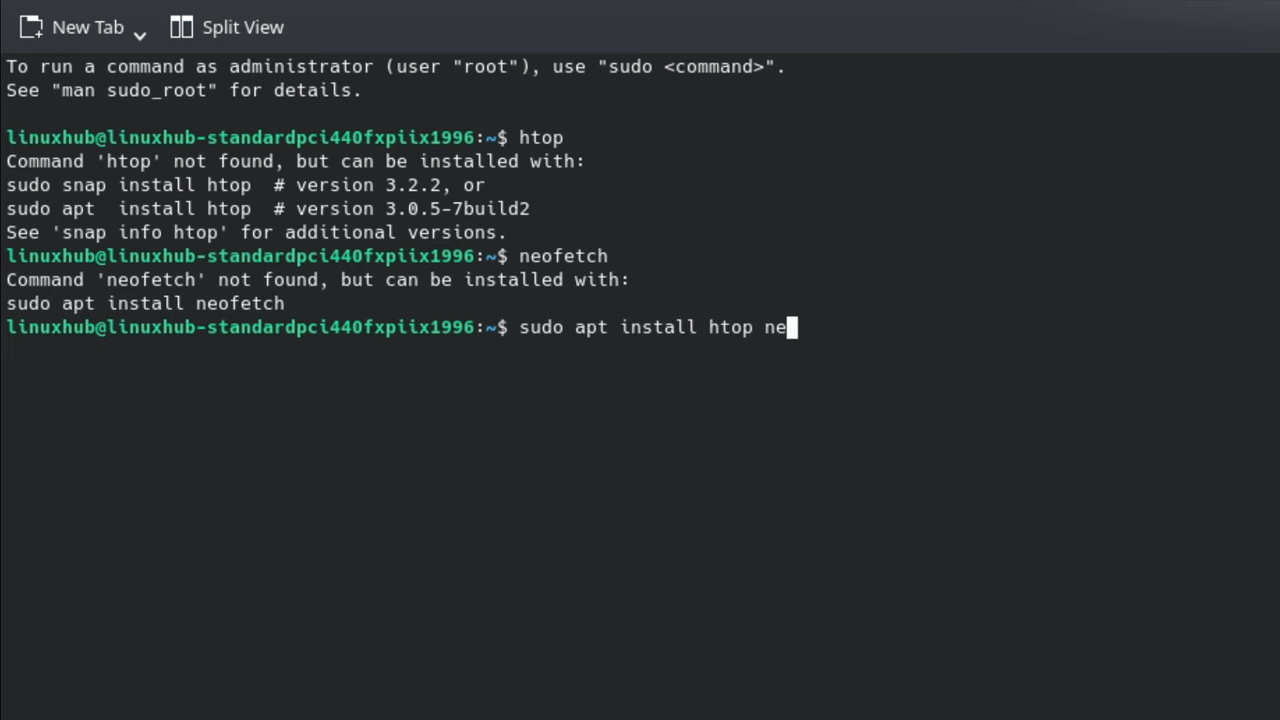 New Tab Split View
To run a command as administrator (user "root"), use "sudo <command>".
See "man sudo_root" for details.
linuxhub@linuxhub-standardpci440fxpiix1996:~$ htop
Command 'htop' not found, but can be installed with:
sudo snap install htop  # version 3.2.2, or
sudo apt  install htop  # version 3.0.5-7build2
See 'snap info htop' for additional versions.
linuxhub@linuxhub-standardpci440fxpiix1996:~$ neofetch
Command 'neofetch' not found, but can be installed with:
sudo apt install neofetch
linuxhub@linuxhub-standardpci440fxpiix1996:~$ sudo apt install htop ne